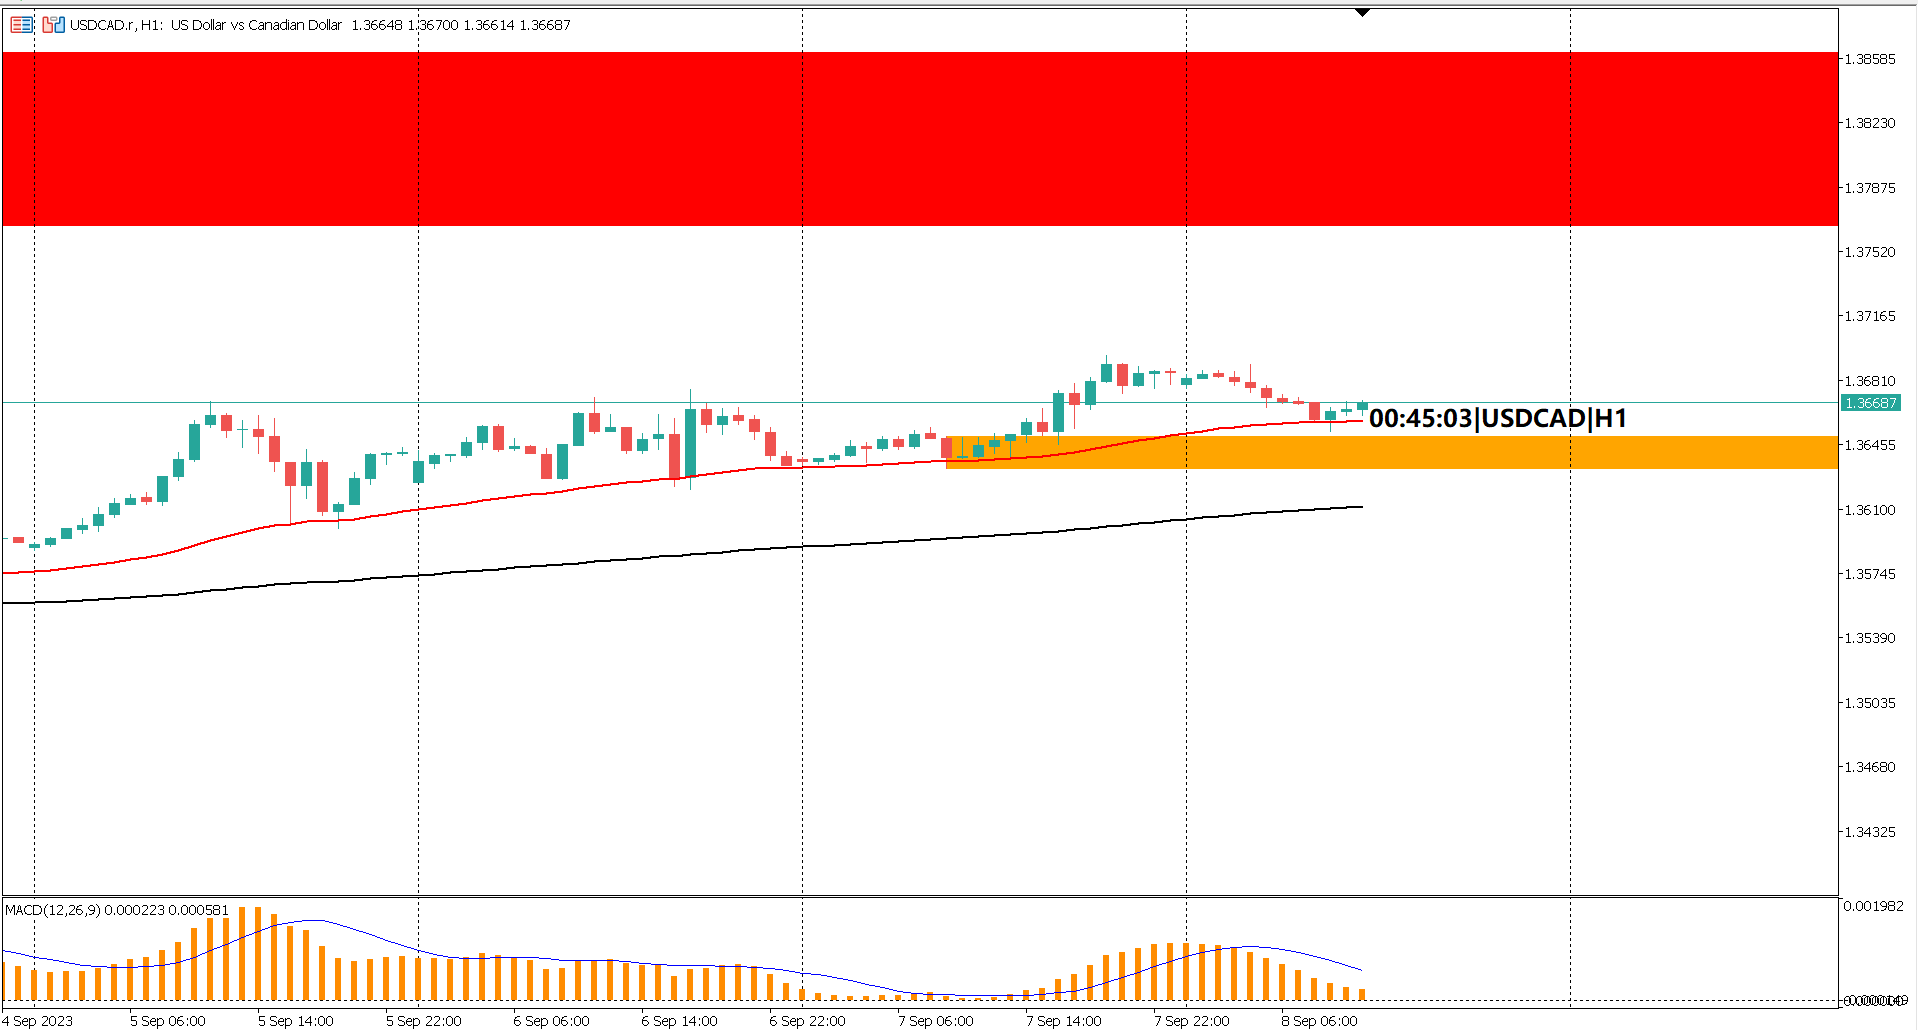 USDCAD.r, H1: US Dollar vs Canadian Dollar 1.36648 1.36700 1.36614 1.36687
1.38585
1.38230
1.37875
1.37520
1.37165
1.36810
1.36687
00:45:03|USDCAD|H1
1.36455
1.36100
1.35745
1.35390
1.35035
1.34680
1.34325
MACD(12,26,9) 0.000223 0.000581
0.001982
4 Sep 2023
5 Sep 06:00
5 Sep 14:00
5 Sep 22:00
6 Sep 06:00
6 Sep 14:00
6 Sep 22:00
7 Sep 06:00
7 Sep 14:00
7 Sep 22:00
8 Sep 06:00